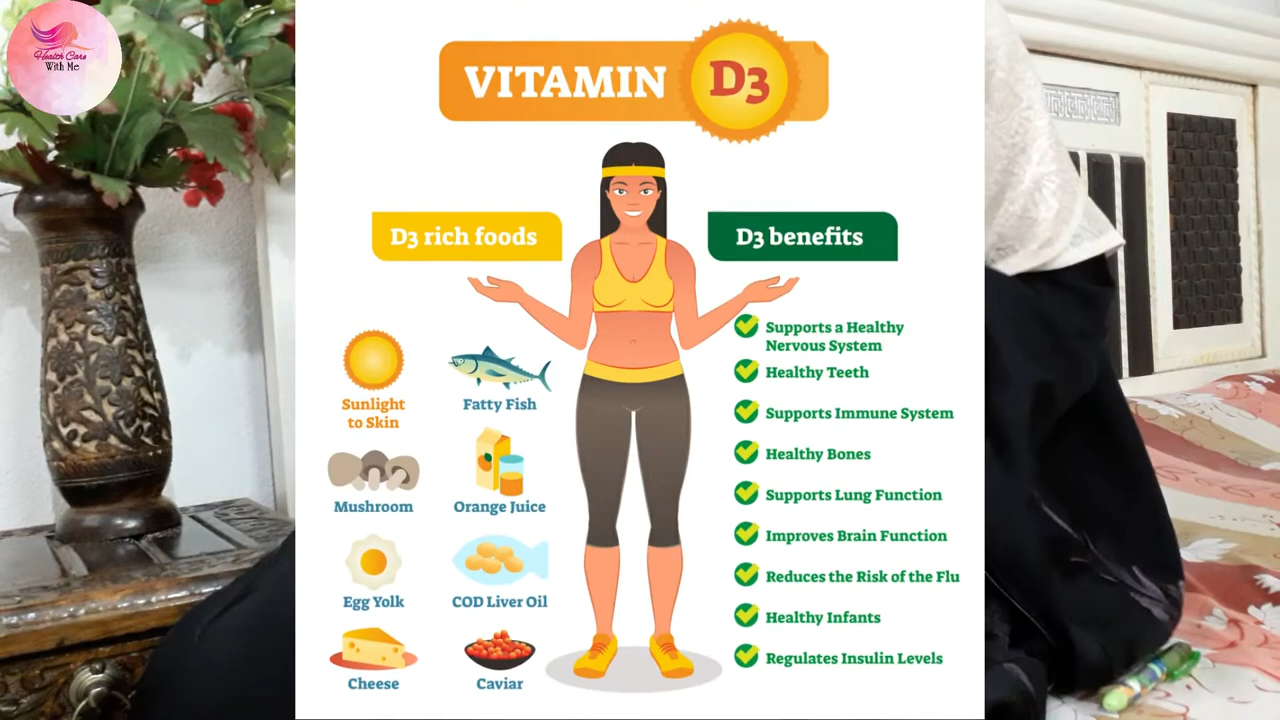 Health Care
With Me
VITAMIN D3
D3 rich foods
D3 benefits
Sunlight
to Skin
Fatty Fish
Mushroom
Orange Juice
Egg Yolk
COD Liver Oil
Cheese
Caviar
Supports a Healthy
Nervous System
Healthy Teeth
Supports Immune System
Healthy Bones
Supports Lung Function
Improves Brain Function
Reduces the Risk of the Flu
Healthy Infants
Regulates Insulin Levels